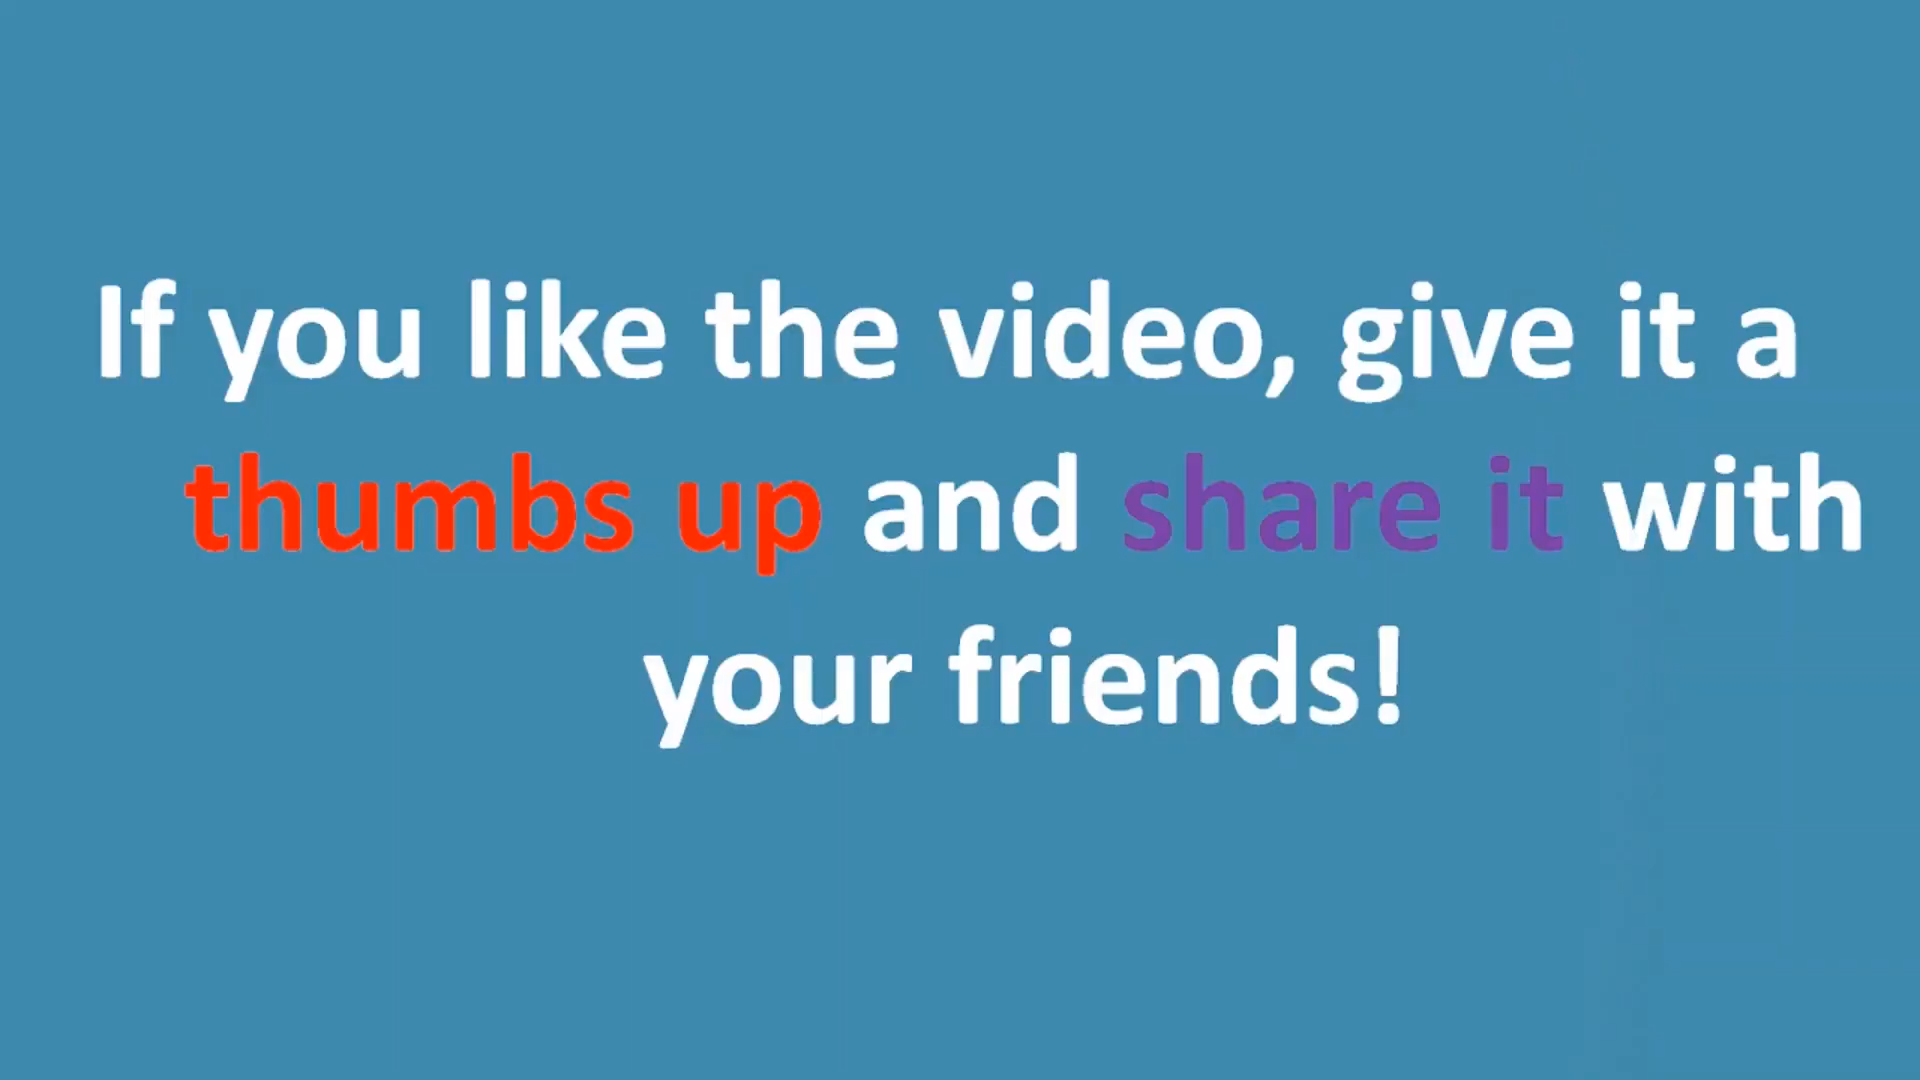 If you like the video, give it a
thumbs up and share it with
your friends!